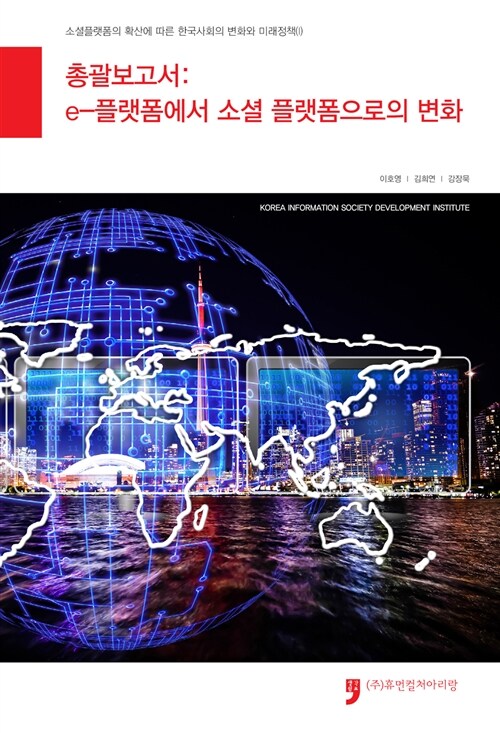 소셜플랫폼의 확산에 따른 한국사회의 변화와 미래정책(I)
총괄보고서:
e-플랫폼에서 소셜 플랫폼으로의 변화
이호영 I 김희연 I 강장묵
KOREA INFORMATION SOCIETY DEVELOPMENT INSTITUTE
(주)휴먼컬처아리랑